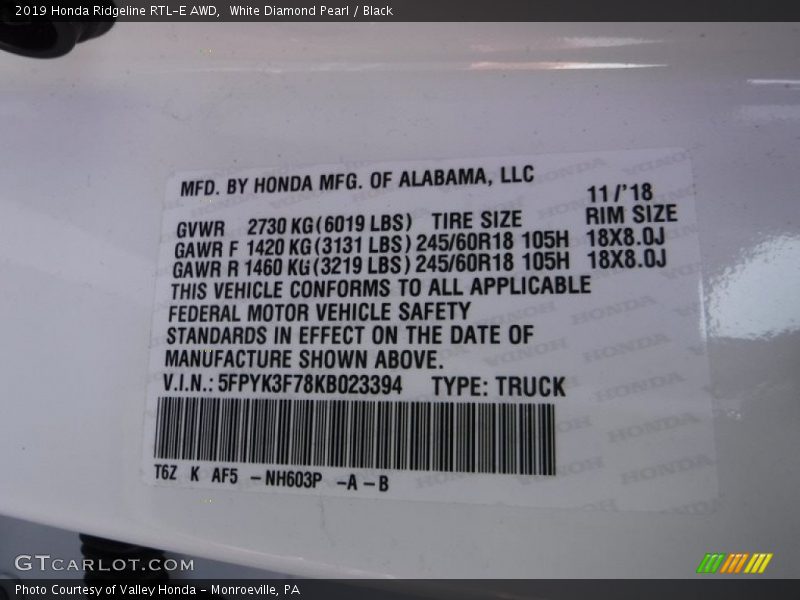 2019 Honda Ridgeline RTL-E AWD, White Diamond Pearl / Black
MFD. BY HONDA MFG. OF ALABAMA, LLC
11/'18
GVWR 2730 KG(6019 LBS) TIRE SIZE RIM SIZE
GAWR F 1420 KG(3131 LBS) 245/60R18 105H 18X8.0J
GAWR R 1460 KG(3219 LBS) 245/60R18 105H 18X8.0J
THIS VEHICLE CONFORMS TO ALL APPLICABLE
FEDERAL MOTOR VEHICLE SAFETY
STANDARDS IN EFFECT ON THE DATE OF
MANUFACTURE SHOWN ABOVE.
V.I.N.: 5FPYK3F78KB023394 TYPE: TRUCK
T6Z K AF5 -NH603P -A-B
GTCARLOT.COM
Photo Courtesy of Valley Honda - Monroeville, PA